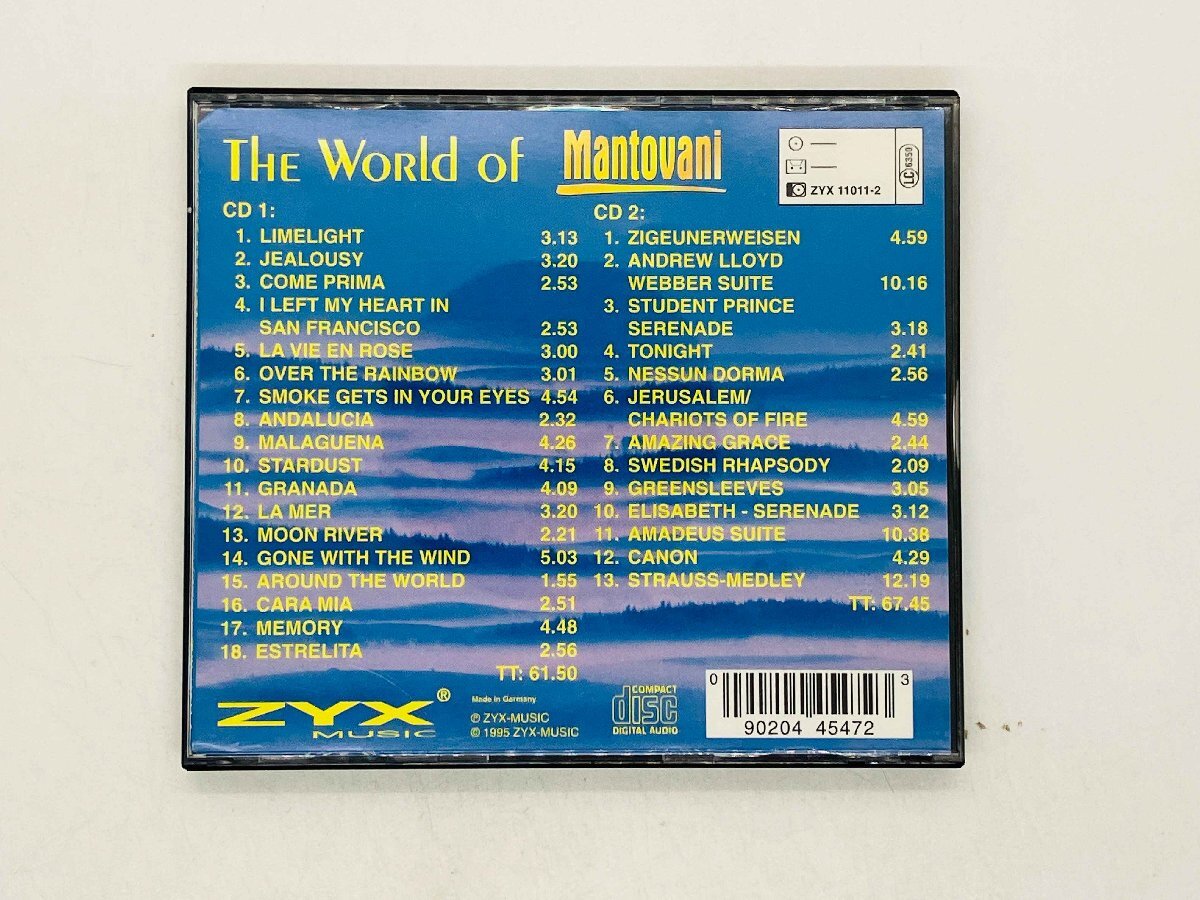 THE WORLD OF Mantovani
ZYX 11011-2
LC 6350
CD 1:
1. LIMELIGHT 3.13
2. JEALOUSY 3.20
3. COME PRIMA 2.53
4. I LEFT MY HEART IN
SAN FRANCISCO 2.53
5. LA VIE EN ROSE 3.00
6. OVER THE RAINBOW 3.01
7. SMOKE GETS IN YOUR EYES 4.54
8. ANDALUCIA 2.32
9. MALAGUENA 4.26
10. STARDUST 4.15
11. GRANADA 4.09
12. LA MER 3.20
13. MOON RIVER 2.21
14. GONE WITH THE WIND 5.03
15. AROUND THE WORLD 1.55
16. CARA MIA 2.51
17. MEMORY 4.48
18. ESTRELITA 2.56
TT: 61.50
CD 2:
1. ZIGEUNERWEISEN 4.59
2. ANDREW LLOYD
WEBBER SUITE 10.16
3. STUDENT PRINCE
SERENADE 3.18
4. TONIGHT 2.41
5. NESSUN DORMA 2.56
6. JERUSALEM/
CHARIOTS OF FIRE 4.59
7. AMAZING GRACE 2.44
8. SWEDISH RHAPSODY 2.09
9. GREENSLEEVES 3.05
10. ELISABETH - SERENADE 3.12
11. AMADEUS SUITE 10.38
12. CANON 4.29
13. STRAUSS-MEDLEY 12.19
TT: 67.45
ZYX®
MUSIC
Made in Germany
℗ ZYX-MUSIC
© 1995 ZYX-MUSIC
COMPACT
disc
DIGITAL AUDIO
0 90204 45472 3